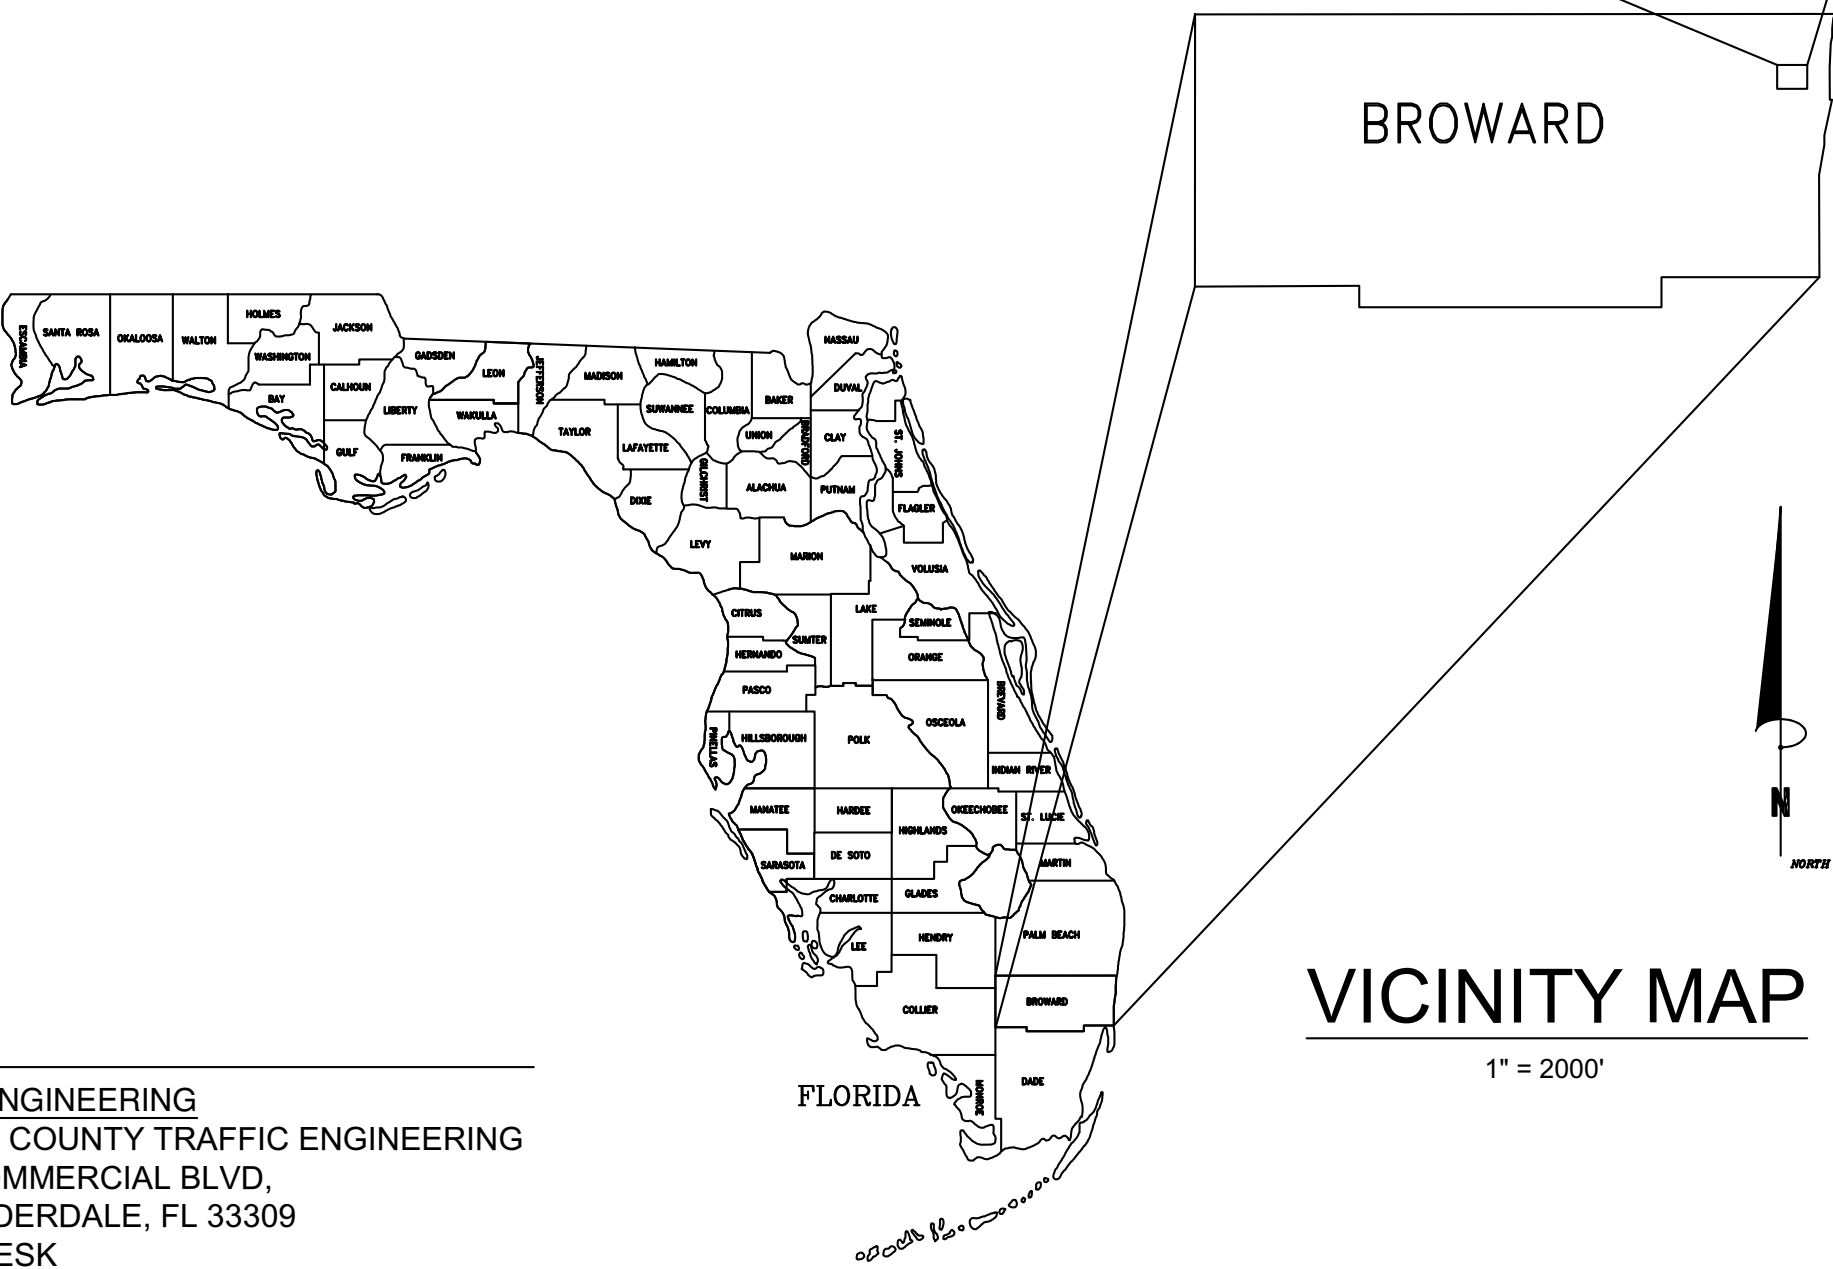 BROWARD
ESCAMBIA
SANTA ROSA
OKALOOSA
WALTON
HOLMES
JACKSON
WASHINGTON
BAY
CALHOUN
GULF
GADSDEN
LIBERTY
FRANKLIN
LEON
WAKULLA
JEFFERSON
MADISON
TAYLOR
HAMILTON
SUWANNEE
LAFAYETTE
DIXIE
COLUMBIA
GILCHRIST
BAKER
UNION
BRADFORD
ALACHUA
NASSAU
DUVAL
CLAY
ST. JOHNS
PUTNAM
FLAGLER
LEVY
MARION
VOLUSIA
CITRUS
SUMTER
LAKE
SEMINOLE
HERNANDO
ORANGE
PASCO
BREVARD
OSCEOLA
PINELLAS
HILLSBOROUGH
POLK
INDIAN RIVER
MANATEE
HARDEE
HIGHLANDS
OKEECHOBEE
ST. LUCIE
SARASOTA
DE SOTO
MARTIN
CHARLOTTE
GLADES
LEE
HENDRY
PALM BEACH
COLLIER
BROWARD
MONROE
DADE
FLORIDA
N
NORTH
VICINITY MAP
1" = 2000'
NGINEERING
COUNTY TRAFFIC ENGINEERING
OMMERCIAL BLVD,
DERDALE, FL 33309
ESK